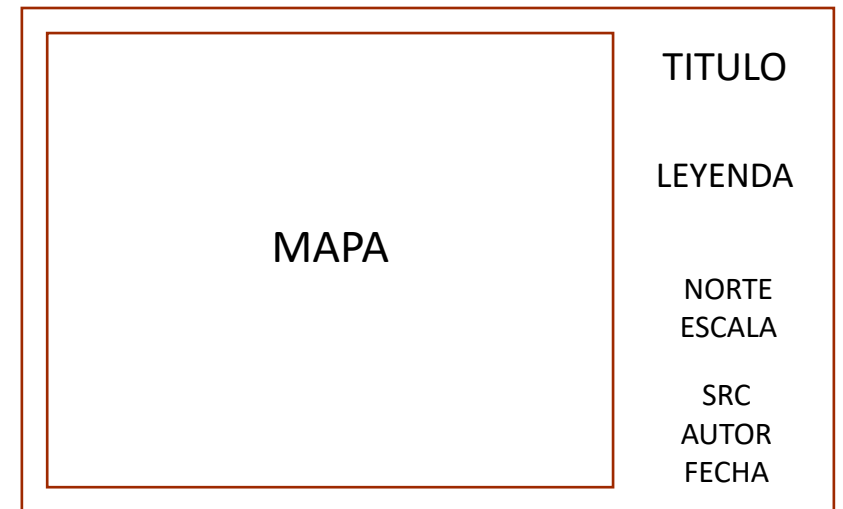 MAPA
TITULO
LEYENDA
NORTE
ESCALA
SRC
AUTOR
FECHA